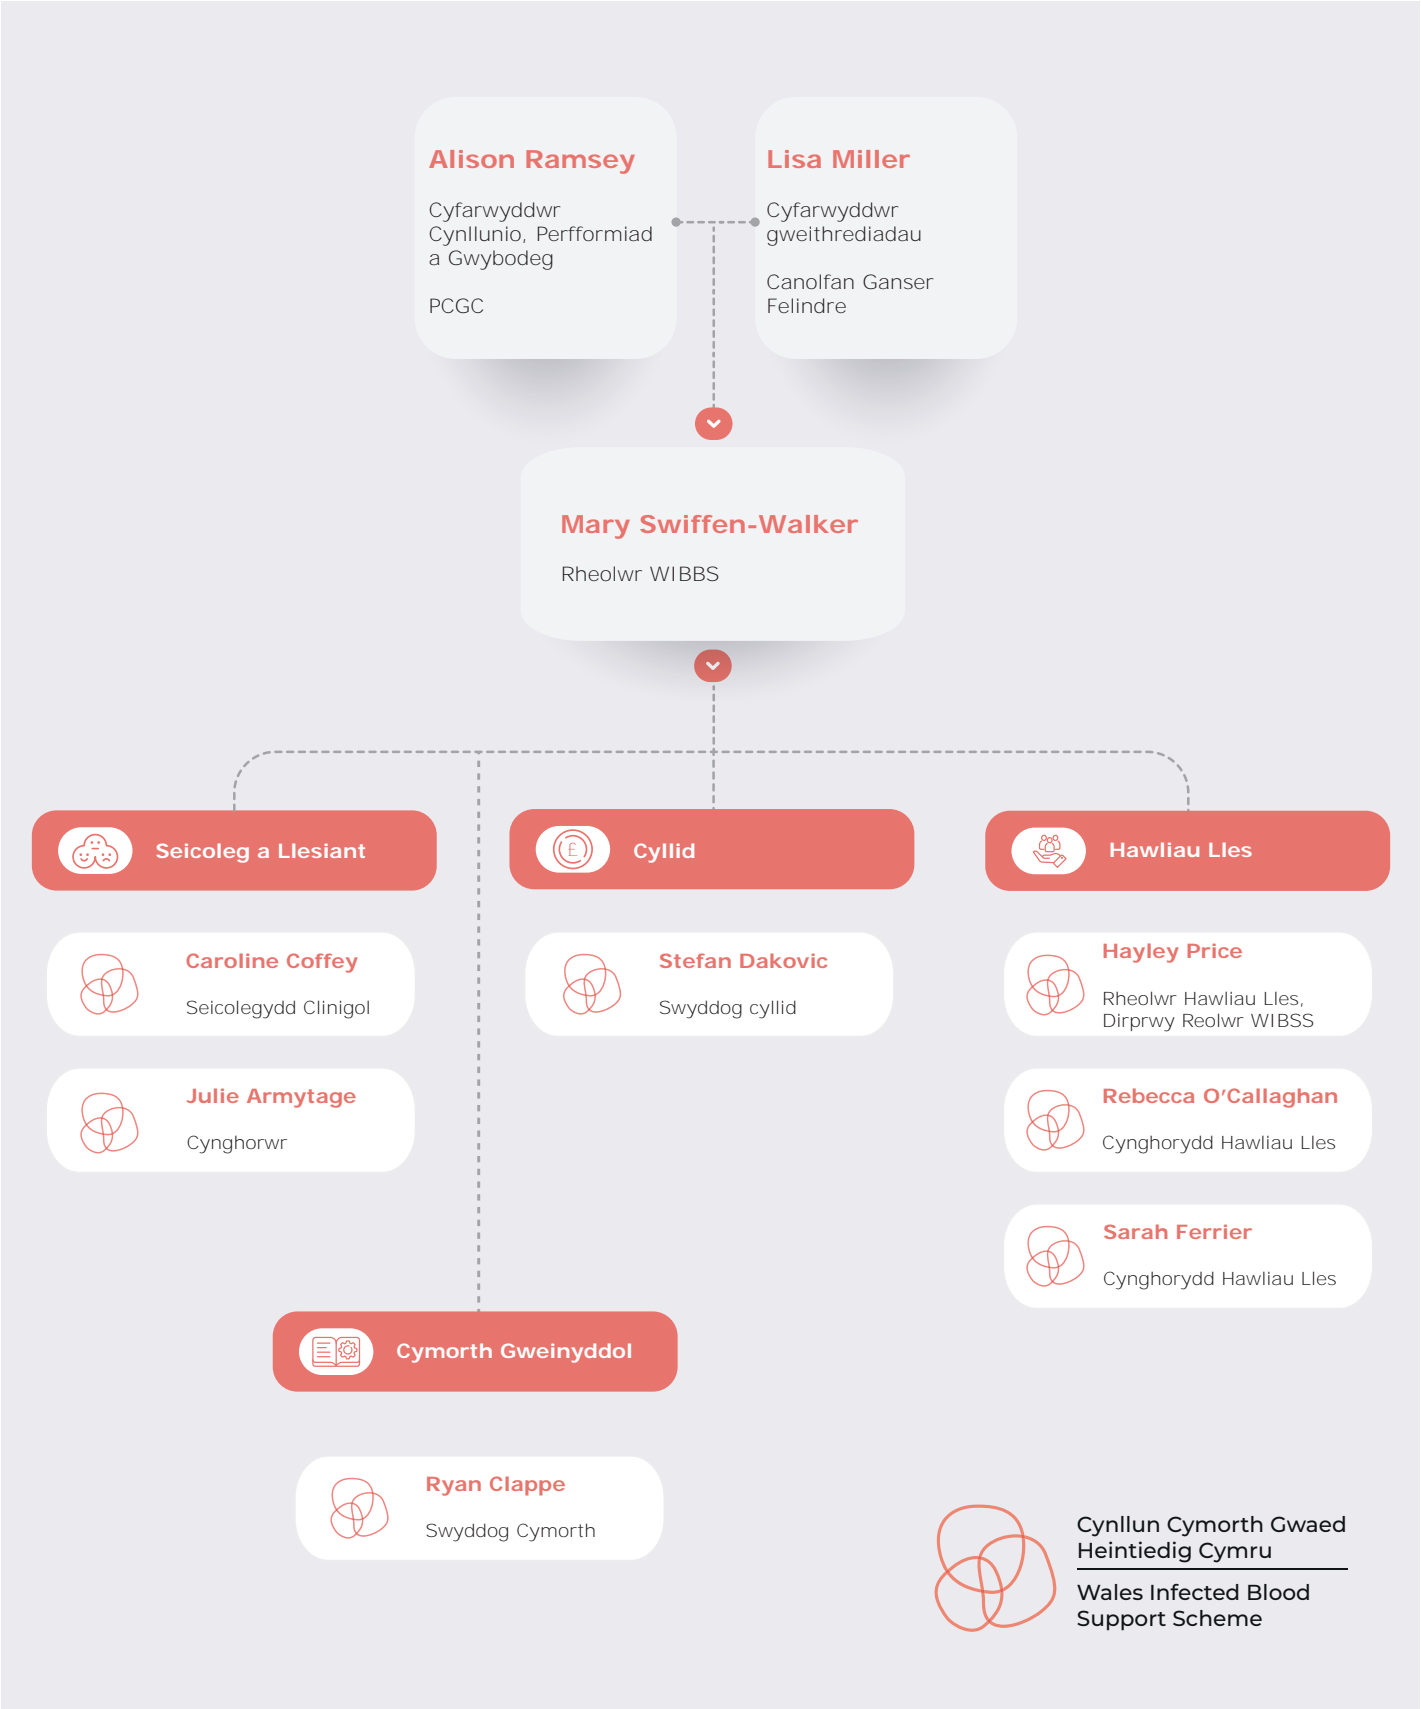 Alison Ramsey
Cyfarwyddwr
Cynllunio, Perfformiad
a Gwybodeg
PCGC
Lisa Miller
Cyfarwyddwr
gweithrediadau
Canolfan Ganser
Felindre
Mary Swiffen-Walker
Rheolwr WIBBS
Seicoleg a Llesiant
Caroline Coffey
Seicolegydd Clinigol
Julie Armytage
Cynghorwr
£
Cyllid
Stefan Dakovic
Swyddog cyllid
Hawliau Lles
Hayley Price
Rheolwr Hawliau Lles,
Dirprwy Reolwr WIBSS
Rebecca O’Callaghan
Cynghorydd Hawliau Lles
Sarah Ferrier
Cynghorydd Hawliau Lles
Cymorth Gweinyddol
Ryan Clappe
Swyddog Cymorth
Cynllun Cymorth Gwaed
Heintiedig Cymru
Wales Infected Blood
Support Scheme